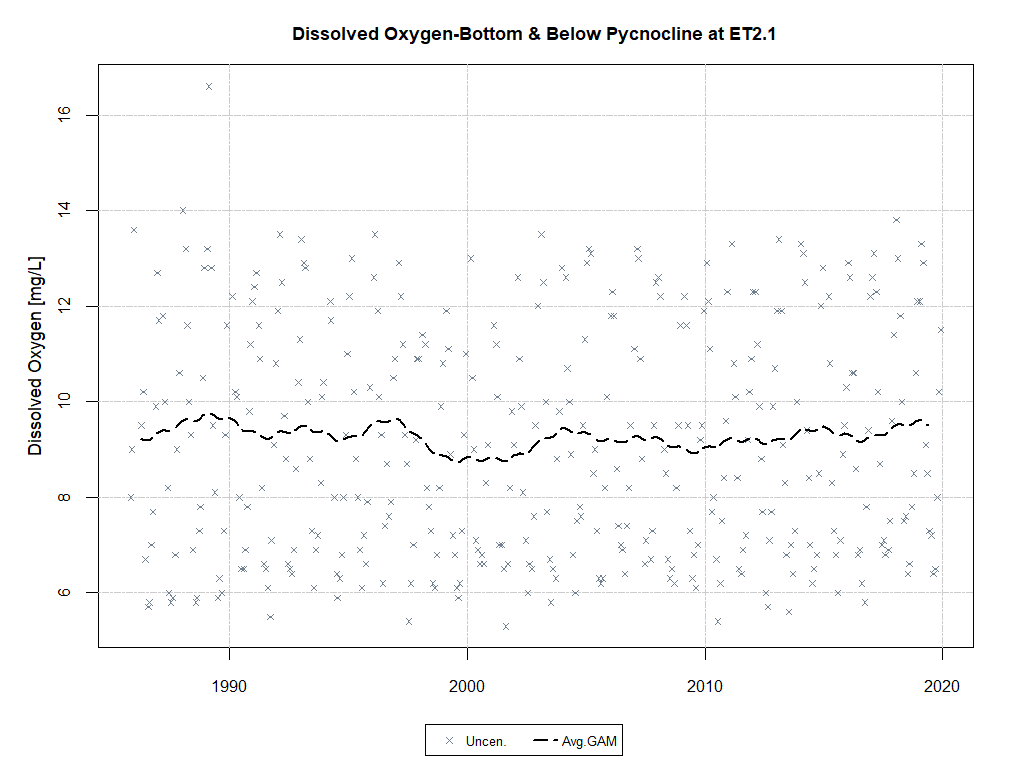 Dissolved Oxygen-Bottom & Below Pycnocline at ET2.1
Dissolved Oxygen [mg/L]
16
14
12
10
8
6
1990
2000
2010
2020
Uncen.
Avg.GAM